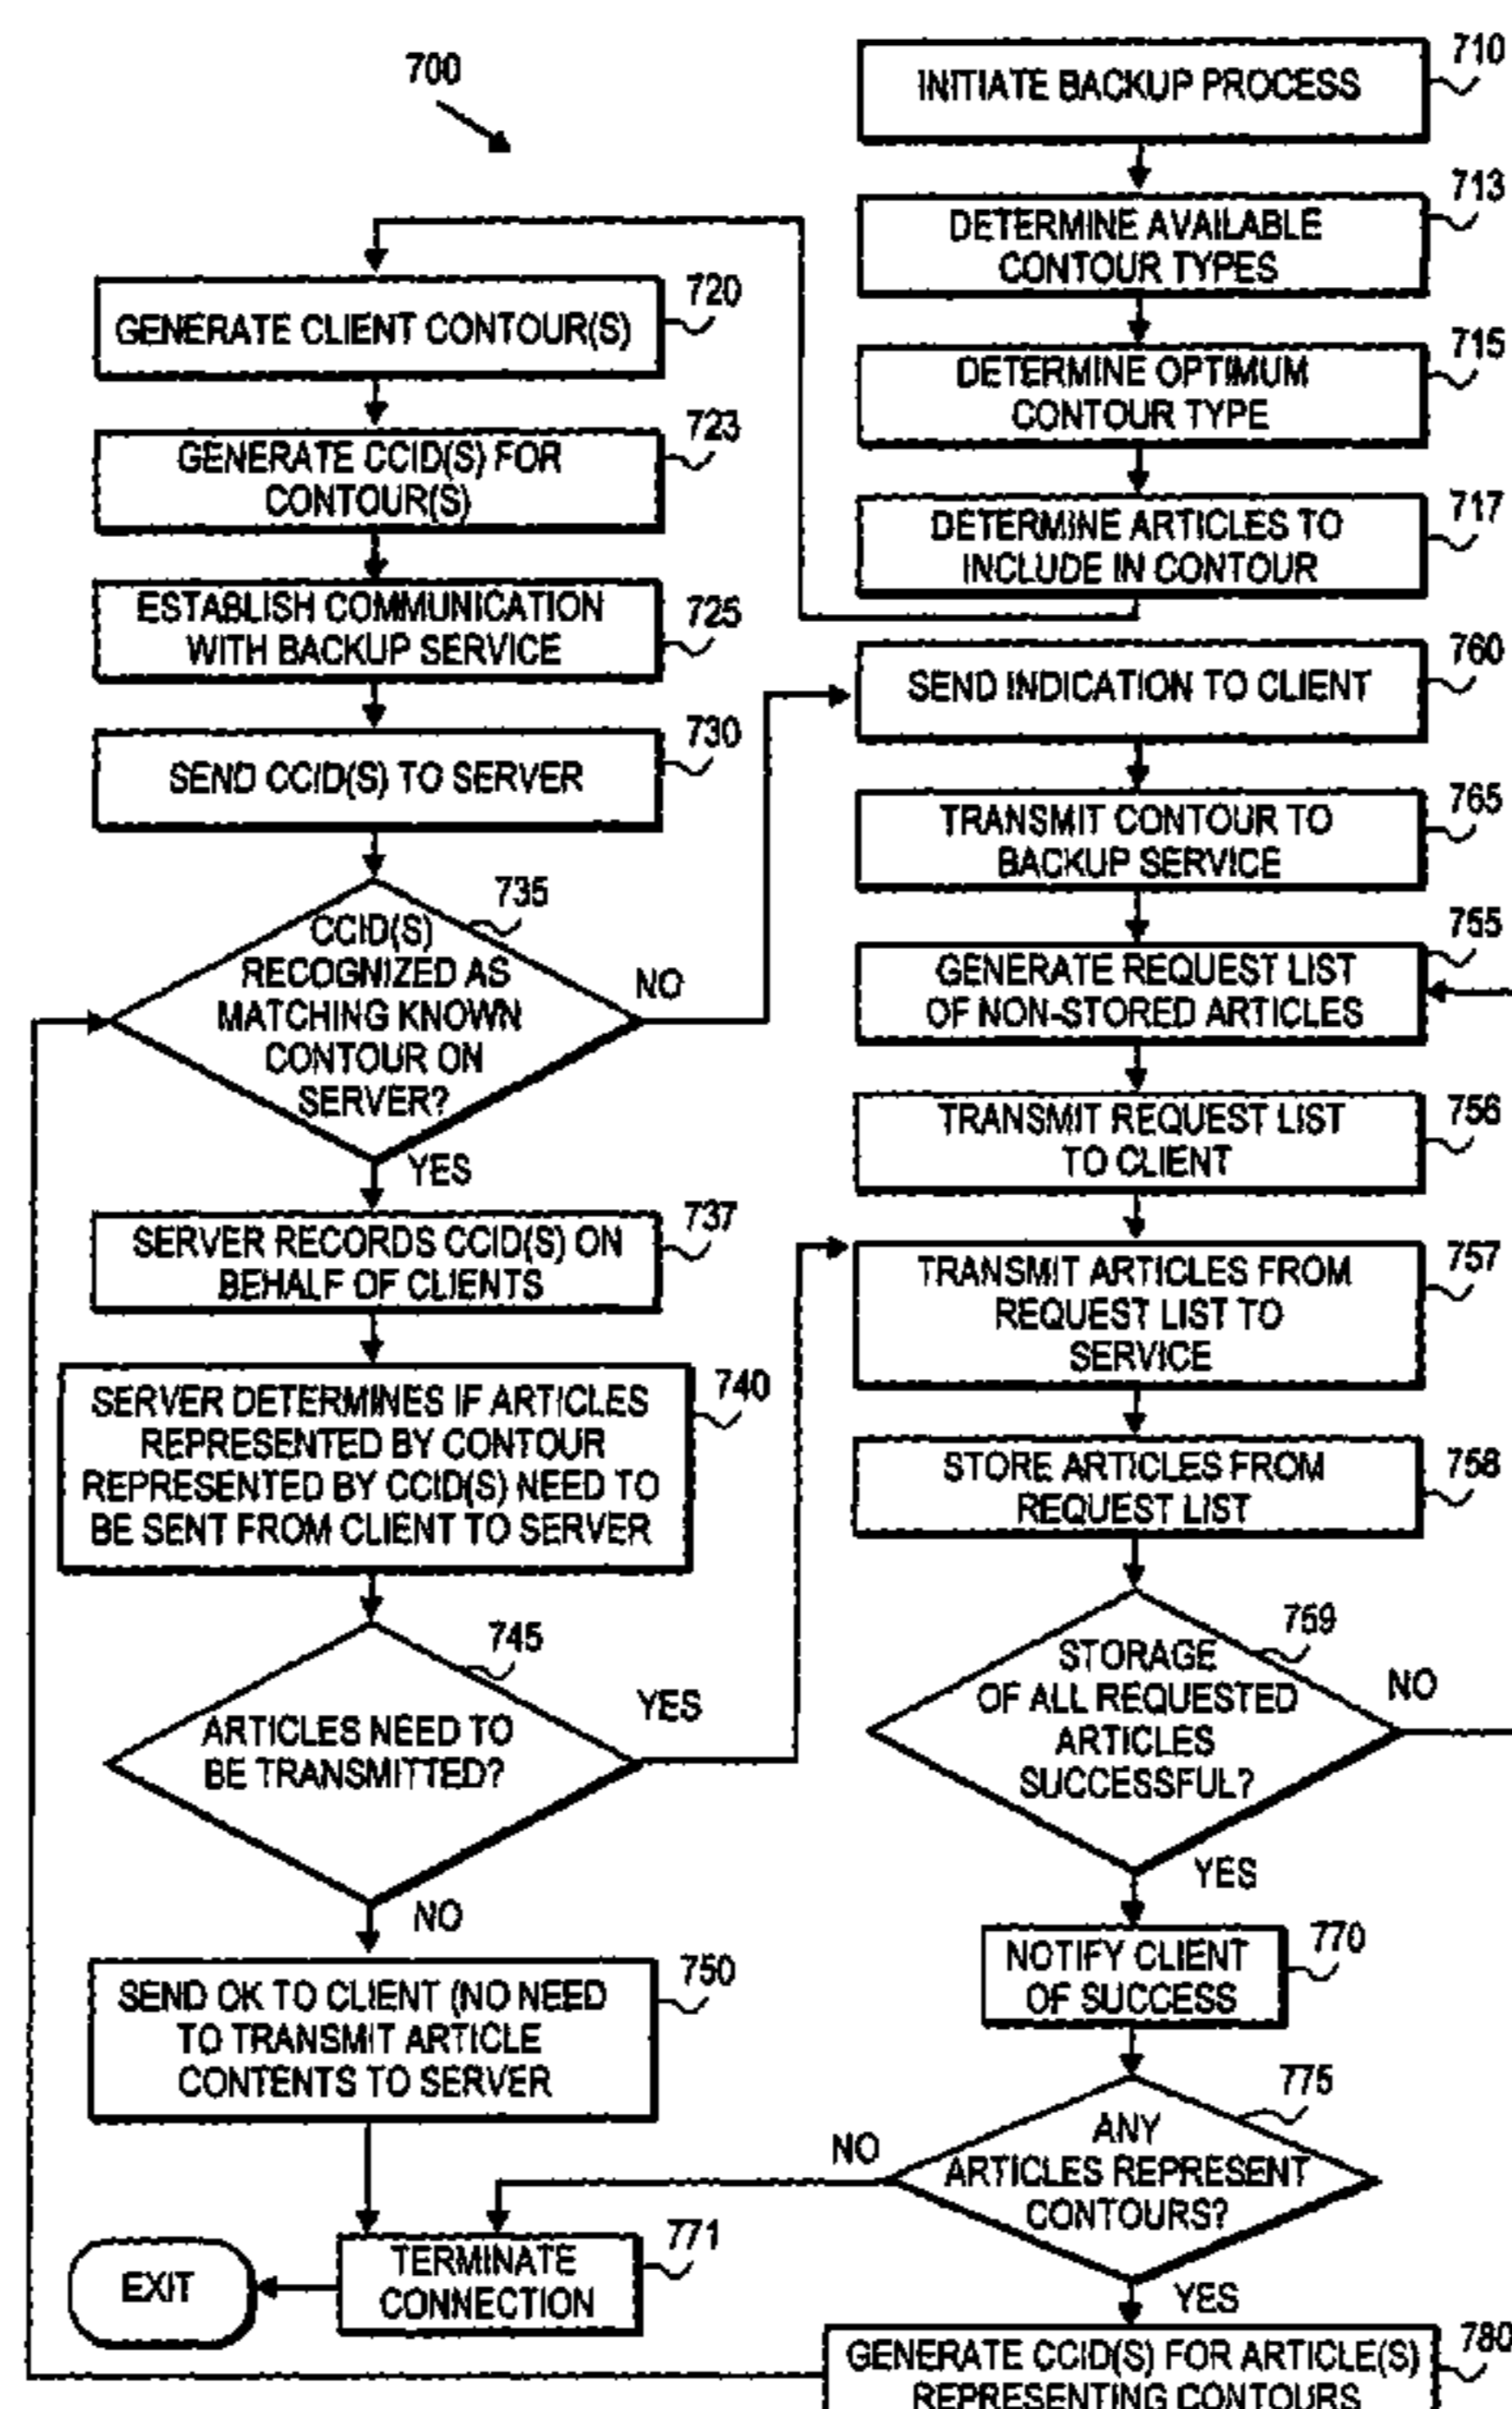 700
INITIATE BACKUP PROCESS
710
DETERMINE AVAILABLE
CONTOUR TYPES
713
DETERMINE OPTIMUM
CONTOUR TYPE
715
DETERMINE ARTICLES TO
INCLUDE IN CONTOUR
717
GENERATE CLIENT CONTOUR(S)
720
GENERATE CCID(S) FOR
CONTOUR(S)
723
ESTABLISH COMMUNICATION
WITH BACKUP SERVICE
725
SEND CCID(S) TO SERVER
730
CCID(S)
RECOGNIZED AS
MATCHING KNOWN
CONTOUR ON
SERVER?
735
NO
YES
SERVER RECORDS CCID(S) ON
BEHALF OF CLIENTS
737
SERVER DETERMINES IF ARTICLES
REPRESENTED BY CONTOUR
REPRESENTED BY CCID(S) NEED TO
BE SENT FROM CLIENT TO SERVER
740
ARTICLES NEED TO
BE TRANSMITTED?
745
YES
NO
SEND OK TO CLIENT (NO NEED
TO TRANSMIT ARTICLE
CONTENTS TO SERVER
750
SEND INDICATION TO CLIENT
760
TRANSMIT CONTOUR TO
BACKUP SERVICE
765
GENERATE REQUEST LIST
OF NON-STORED ARTICLES
755
TRANSMIT REQUEST LIST
TO CLIENT
756
TRANSMIT ARTICLES FROM
REQUEST LIST TO
SERVICE
757
STORE ARTICLES FROM
REQUEST LIST
758
STORAGE
OF ALL REQUESTED
ARTICLES
SUCCESSFUL?
759
NO
YES
NOTIFY CLIENT
OF SUCCESS
770
ANY
ARTICLES REPRESENT
CONTOURS?
775
NO
YES
TERMINATE
CONNECTION
771
EXIT
GENERATE CCID(S) FOR ARTICLE(S)
REPRESENTING CONTOURS
780